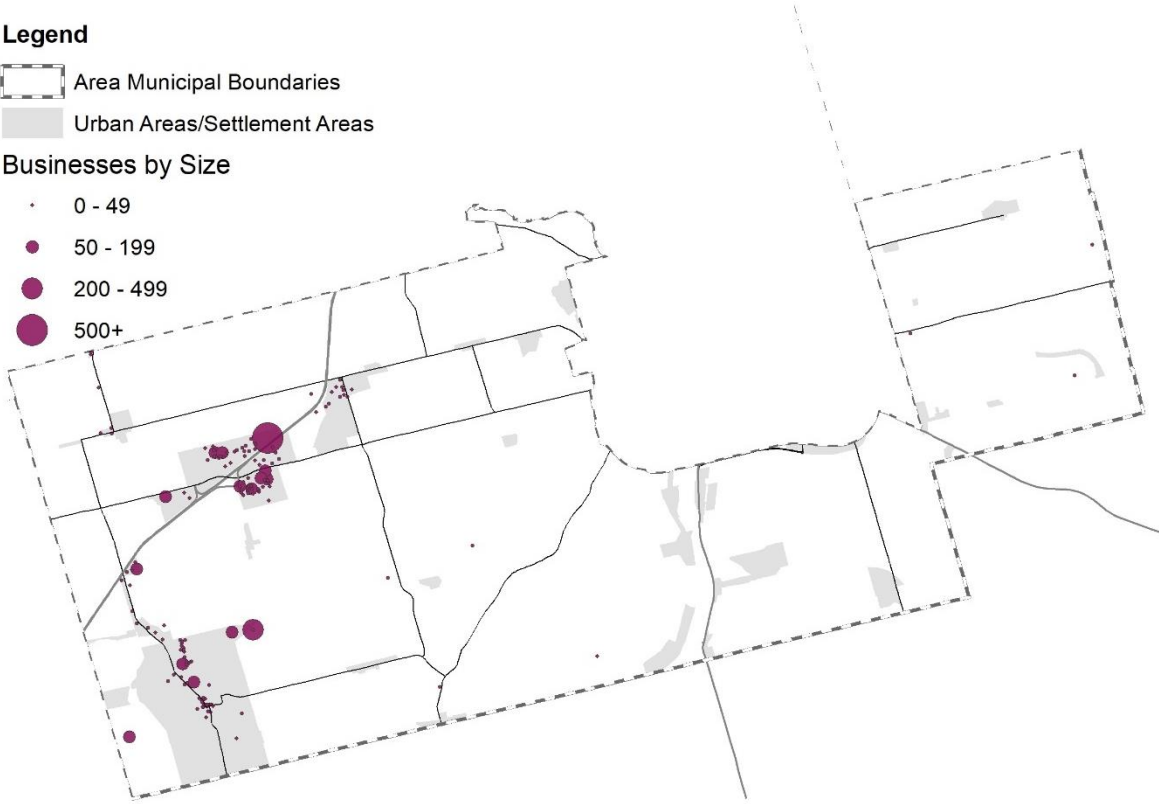 Legend
Area Municipal Boundaries
Urban Areas/Settlement Areas
Businesses by Size
0 - 49
50 - 199
200 - 499
500+